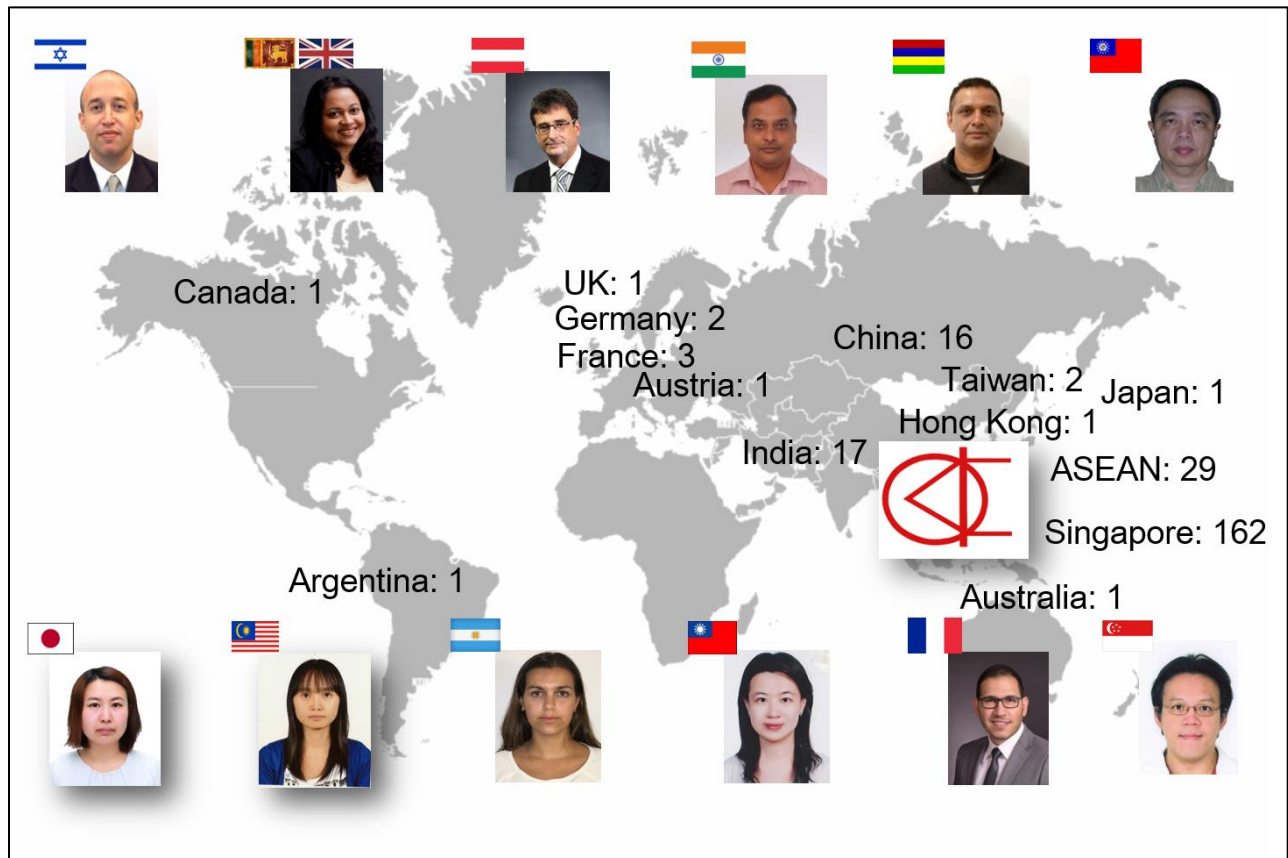 Canada: 1
UK: 1
Germany: 2
France: 3
Austria: 1
China: 16
Taiwan: 2
Japan: 1
Hong Kong: 1
India: 17
ASEAN: 29
Singapore: 162
Argentina: 1
Australia: 1